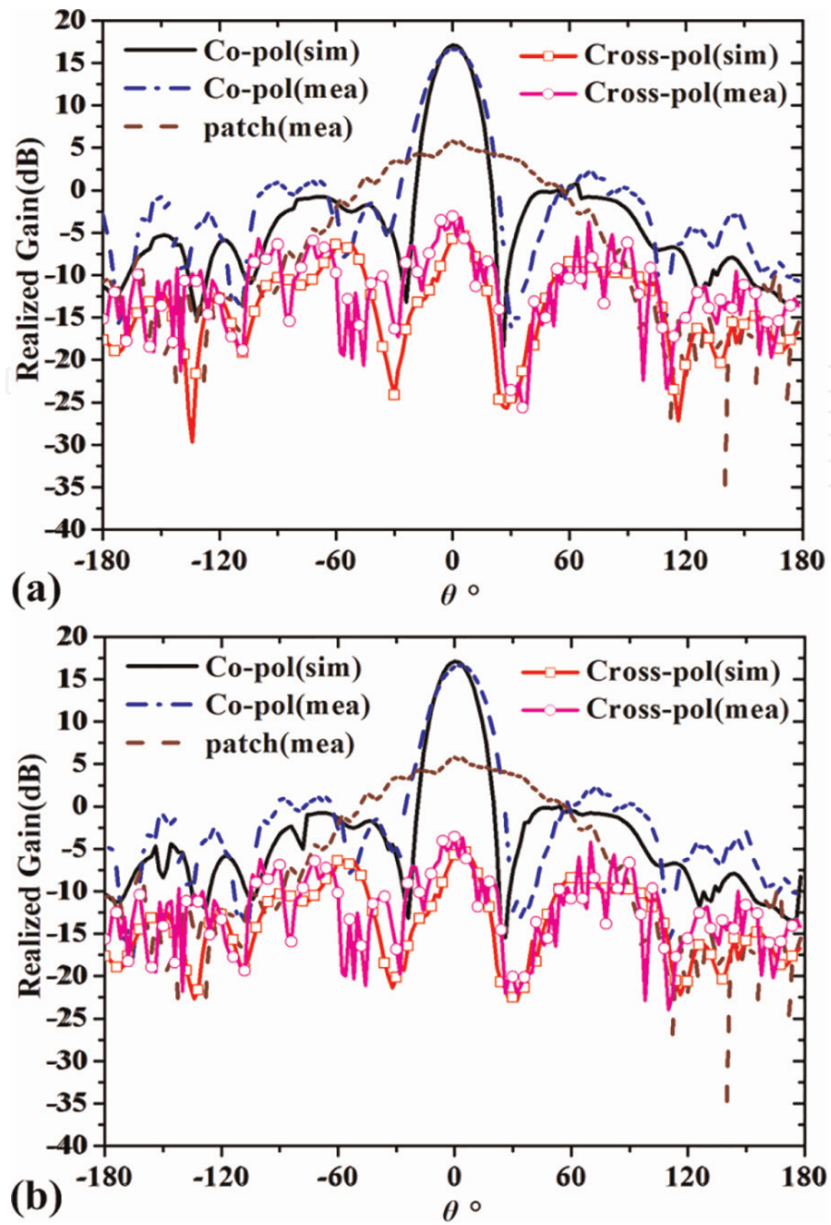 20
15
10
5
0
-5
-10
-15
-20
-25
-30
-35
-40
Realized Gain(dB)
Co-pol(sim)
Co-pol(mea)
patch(mea)
Cross-pol(sim)
Cross-pol(mea)
-180 -120 -60 0 60 120 180
θ °
(a)
20
15
10
5
0
-5
-10
-15
-20
-25
-30
-35
-40
Realized Gain(dB)
Co-pol(sim)
Co-pol(mea)
patch(mea)
Cross-pol(sim)
Cross-pol(mea)
-180 -120 -60 0 60 120 180
θ °
(b)